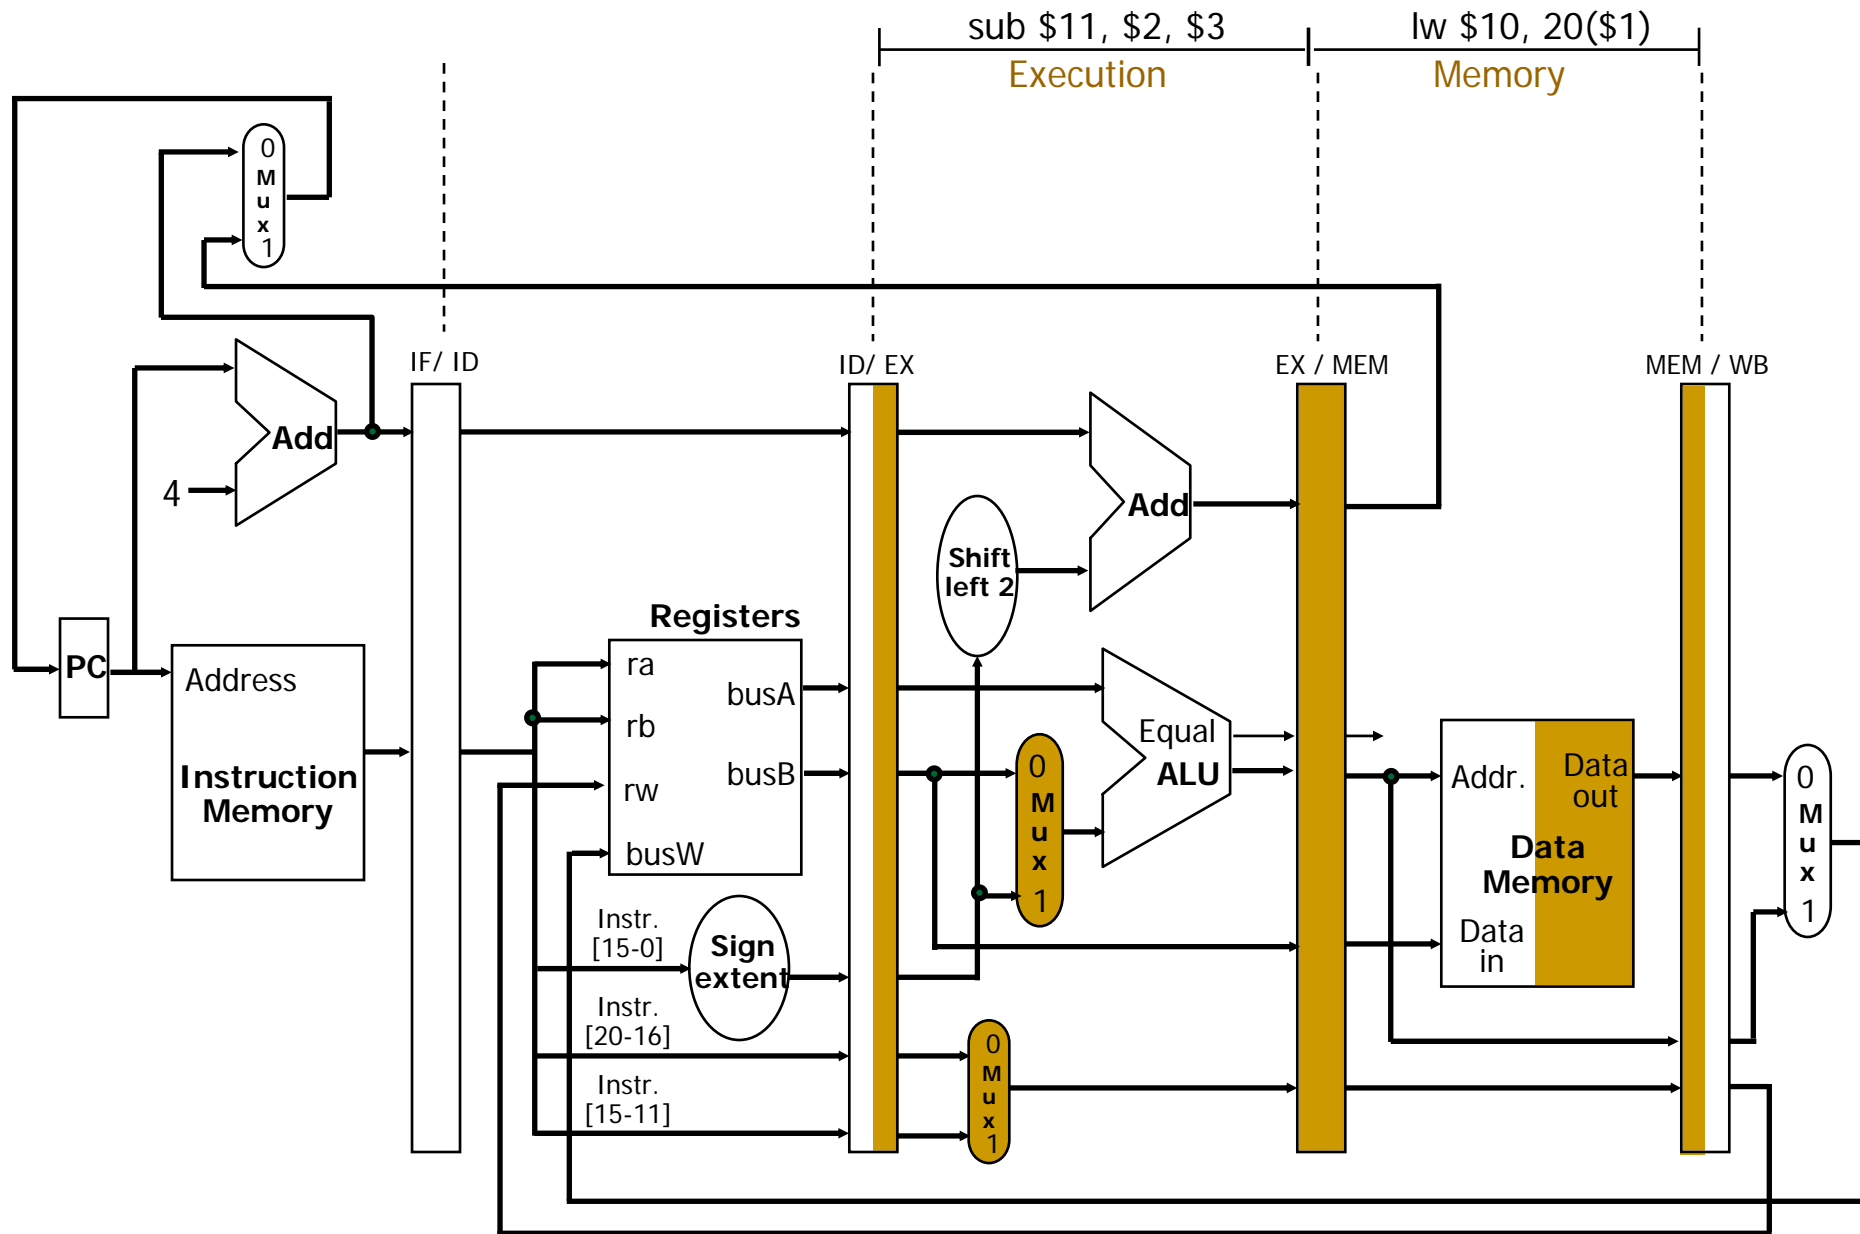 sub $11, $2, $3
lw $10, 20($1)
Execution
Memory
0
M
u
x
1
IF/ ID
ID/ EX
EX / MEM
MEM / WB
Add
4
Add
Shift
left 2
Registers
PC
Address
Instruction
Memory
ra
rb
rw
busW
busA
busB
Equal
ALU
0
M
u
x
1
Addr.
Data
out
Data
Memory
Data
in
0
M
u
x
1
Instr.
[15-0]
Sign
extent
Instr.
[20-16]
Instr.
[15-11]
0
M
u
x
1